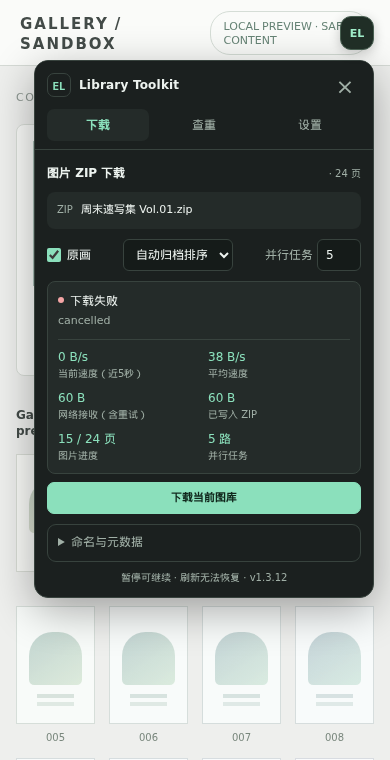 GALLERY /
SANDBOX
LOCAL PREVIEW · SAF
CONTENT
EL
EL
Library Toolkit
×
下载
查重
设置
图片 ZIP 下载
· 24 页
ZIP 周末速写集 Vol.01.zip
原画
自动归档排序
并行任务
5
下载失败
cancelled
0 B/s
38 B/s
当前速度（近5秒）
平均速度
60 B
60 B
网络接收（含重试）
已写入 ZIP
15 / 24 页
5 路
图片进度
并行任务
下载当前图库
命名与元数据
暂停可继续 · 刷新无法恢复 · v1.3.12
005
006
007
008